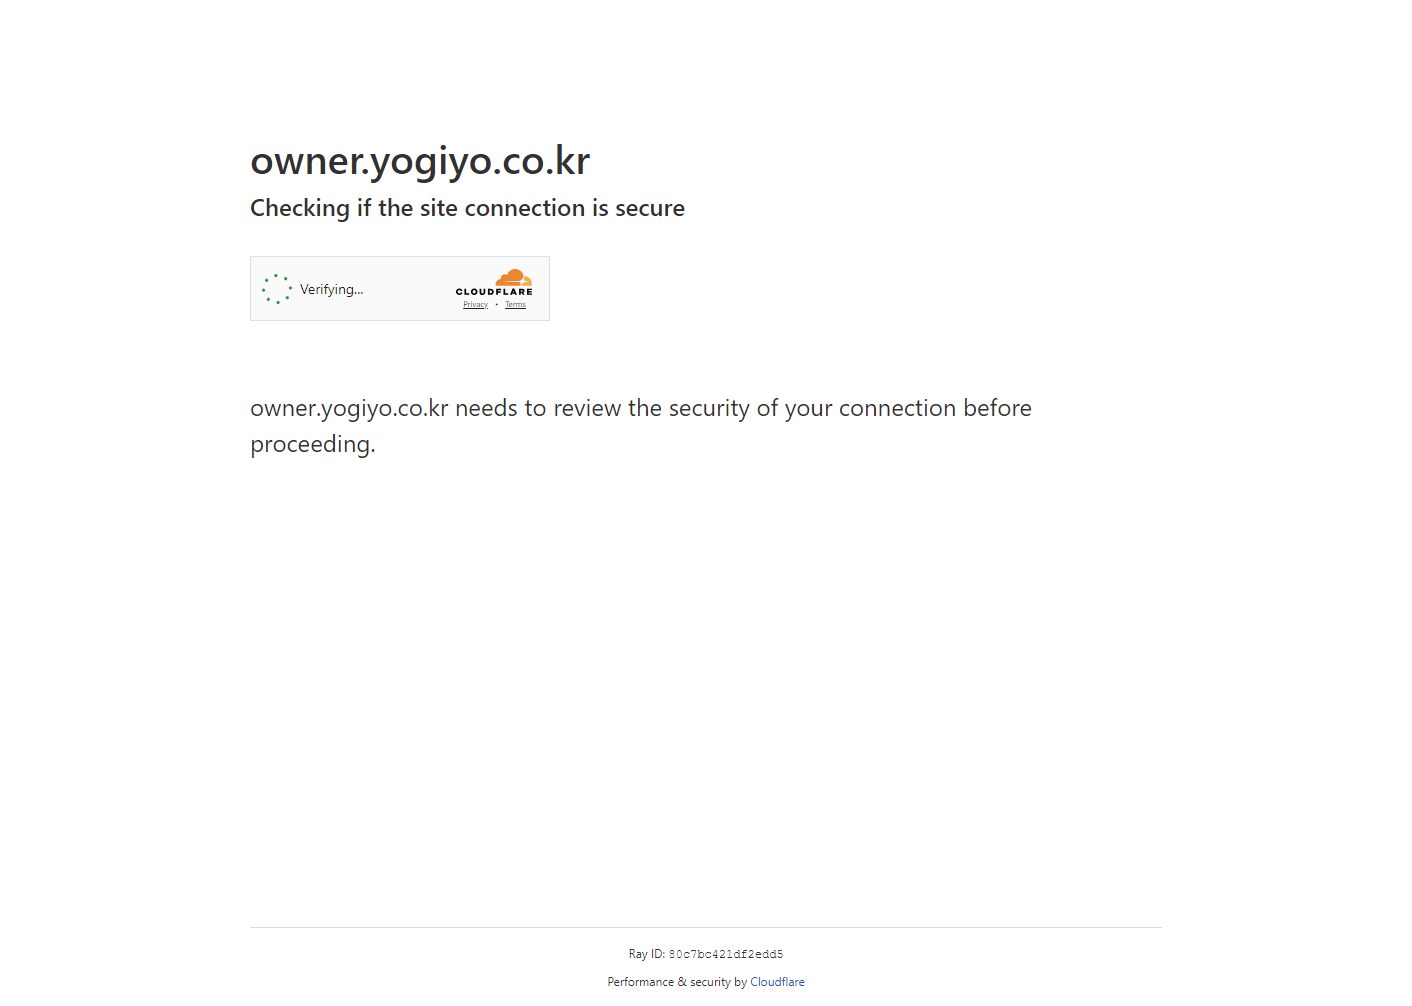 owner.yogiyo.co.kr
Checking if the site connection is secure
Verifying...
CLOUDFLARE
Privacy • Terms
owner.yogiyo.co.kr needs to review the security of your connection before
proceeding.
Ray ID: 80c7bc421df2edd5
Performance & security by Cloudflare